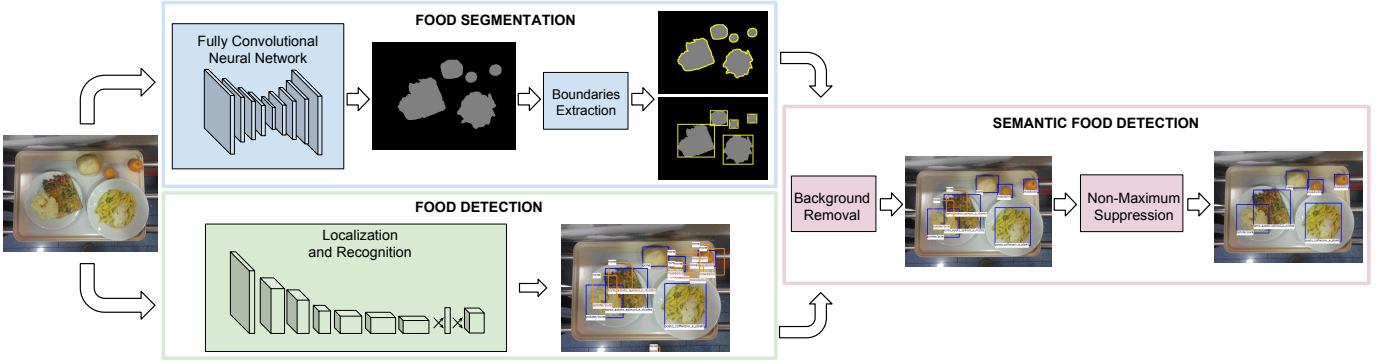 FOOD SEGMENTATION
Fully Convolutional
Neural Network
Boundaries
Extraction
FOOD DETECTION
Localization
and Recognition
SEMANTIC FOOD DETECTION
Background
Removal
Non-Maximum
Suppression